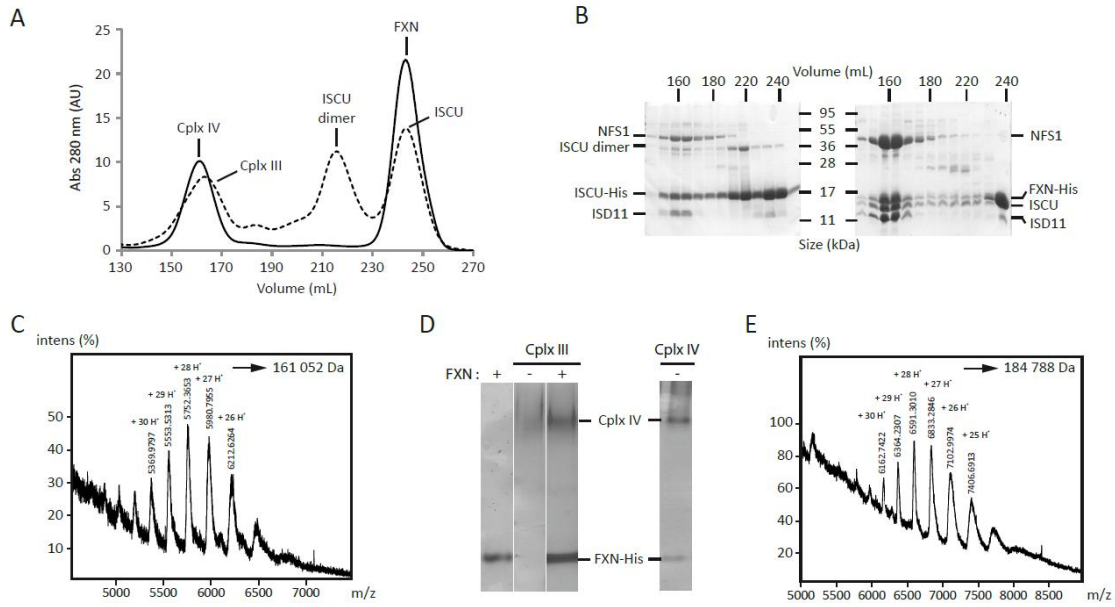 A
Abs 280 nm (AU)
25
20
15
10
5
0
130 150 170 190 210 230 250 270
Volume (mL)
Cplx IV
Cplx III
ISCU
dimer
FXN
ISCU
B
Volume (mL)
160 180 220 240 160 180 220 240
NFS1
ISCU dimer
ISCU-His
ISD11
95
55
36
28
17
11
Size (kDa)
NFS1
FXN-His
ISCU
ISD11
C
intens (%)
161 052 Da
+ 30 H+ 5369.9797
+ 29 H+ 5553.5313
+ 28 H+ 5752.3653
+ 27 H+ 5980.7955
+ 26 H+ 6212.6264
50
40
30
20
10
5000 5500 6000 6500 7000
m/z
D
Cplx III Cplx IV
FXN : + - + -
Cplx IV
FXN-His
E
intens (%)
184 788 Da
+ 30 H+ 6162.7422
+ 29 H+ 6364.2307
+ 28 H+ 6591.3010
+ 27 H+ 6833.2846
+ 26 H+ 7102.9974
+ 25 H+ 7406.6913
100
80
60
40
20
5000 5500 6000 6500 7000 7500 8000 8500
m/z